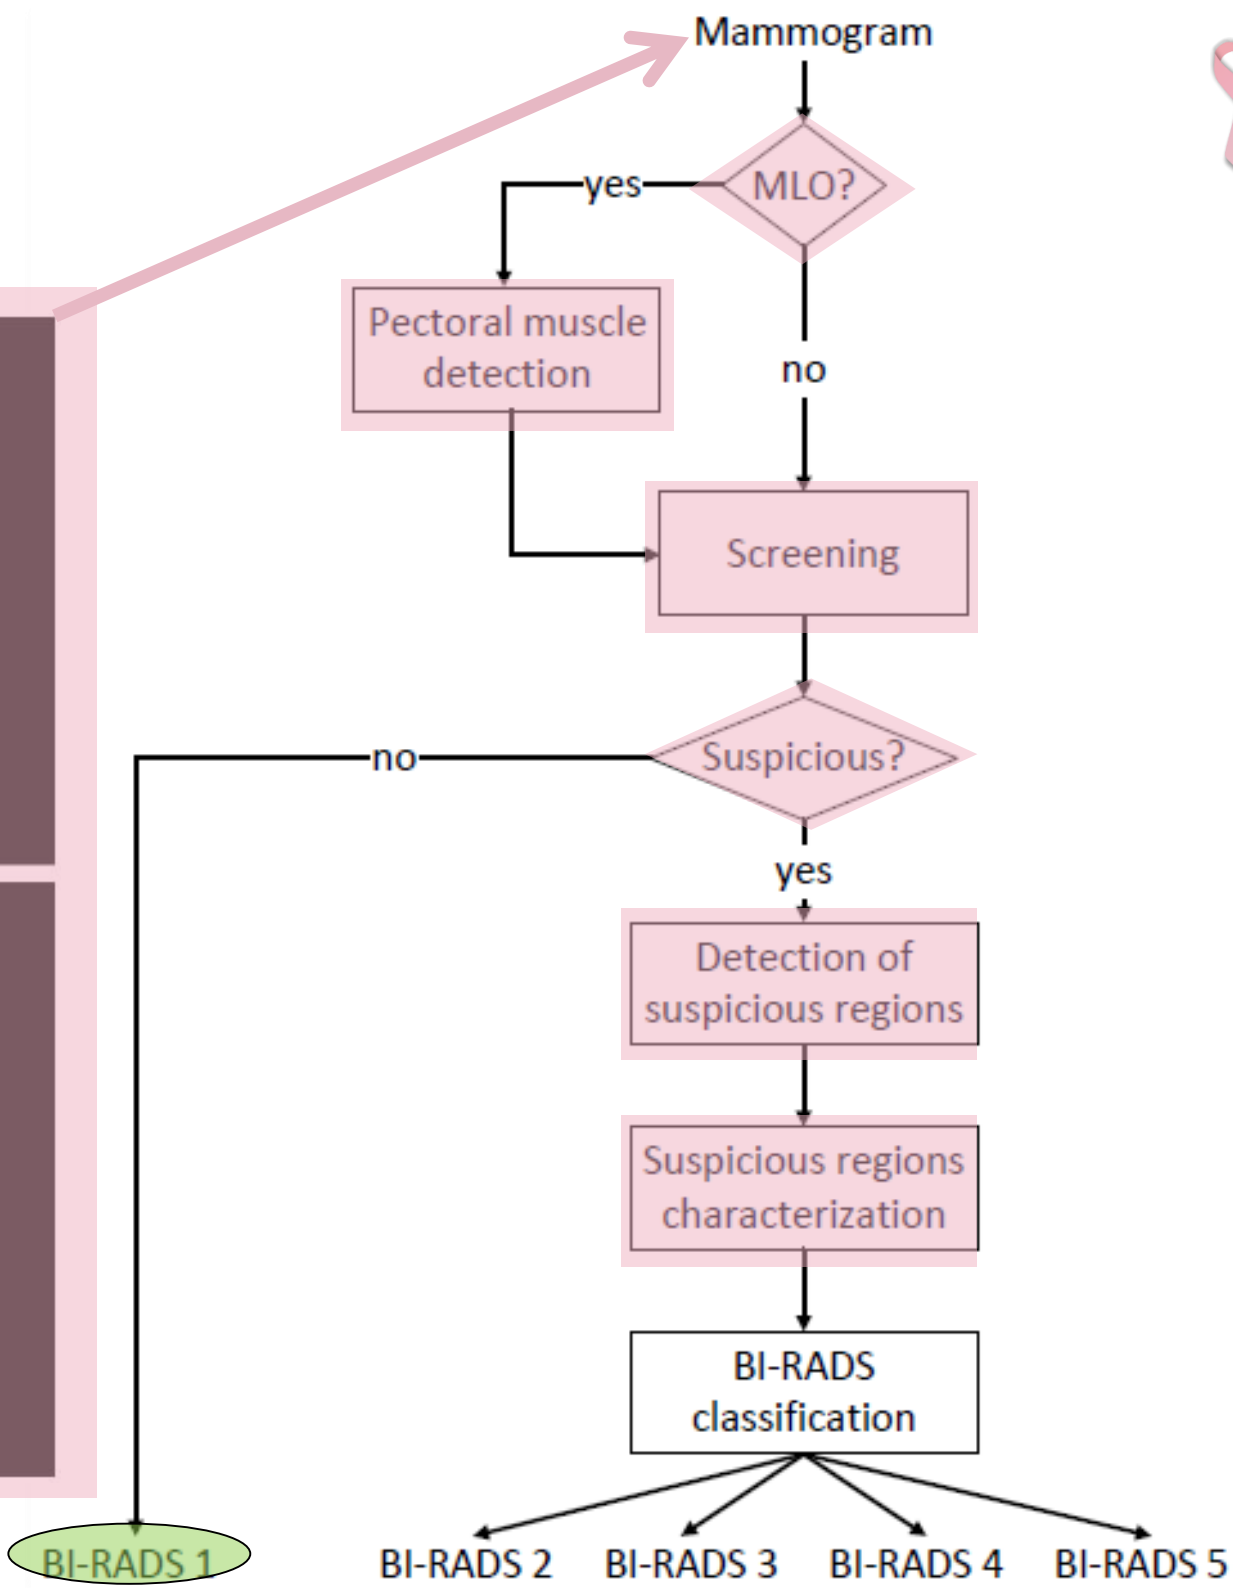 Mammogram
MLO?
yes
Pectoral muscle
detection
no
Screening
Suspicious?
no
yes
Detection of
suspicious regions
Suspicious regions
characterization
BI-RADS
classification
BI-RADS 1
BI-RADS 2
BI-RADS 3
BI-RADS 4
BI-RADS 5